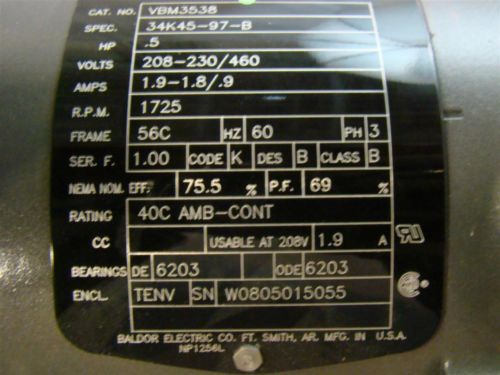 CAT. NO. VBM3538
SPEC. 34K45-97-B
HP .5
VOLTS 208-230/460
AMPS 1.9-1.8/.9
R.P.M. 1725
FRAME 56C HZ 60 PH 3
SER. F. 1.00 CODE K DES B CLASS B
NEMA NOM. EFF. 75.5 % P.F. 69 %
RATING 40C AMB-CONT
CC USABLE AT 208V 1.9 A
BEARINGS DE 6203 ODE 6203
ENCL. TENV SN W0805015055
BALDOR ELECTRIC CO. FT. SMITH, AR. MFG. IN U.S.A.
NP1256L